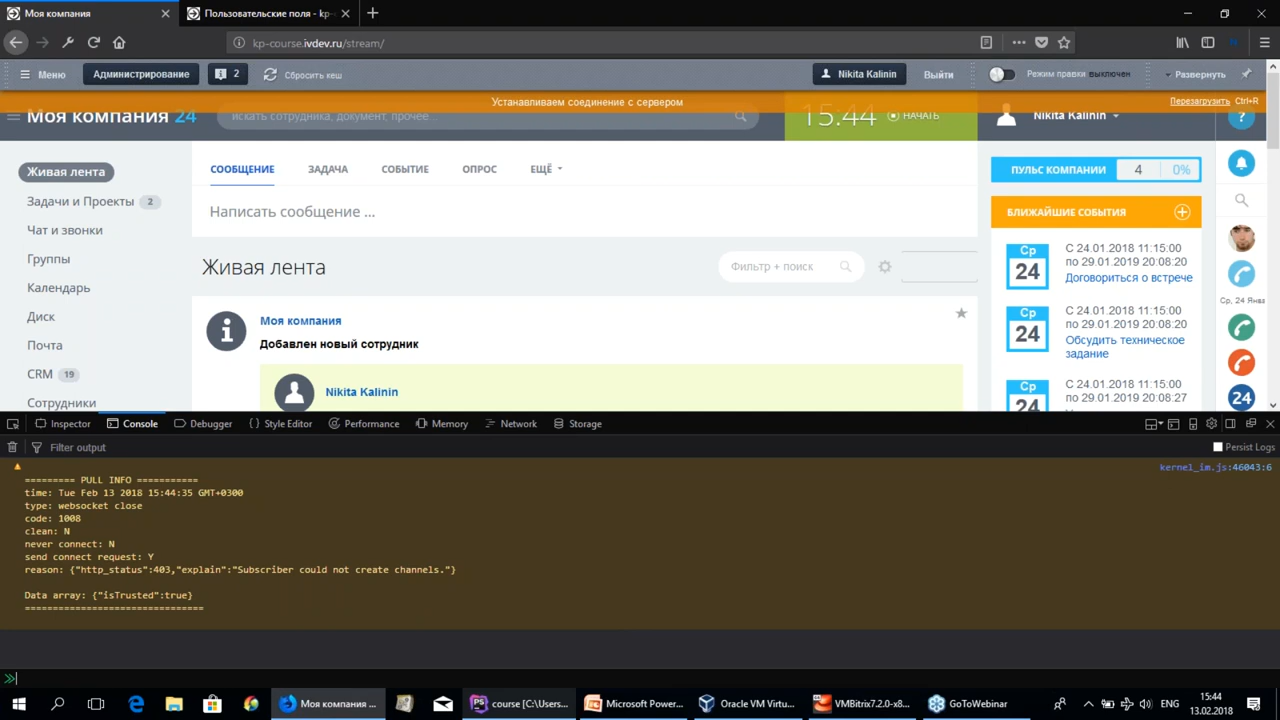 Моя компания
Пользовательские поля - kp-
kp-course.ivdev.ru/stream/
Меню
Администрирование
2
Сбросить кеш
Nikita Kalinin
Выйти
Режим правки выключен
Развернуть
Устанавливаем соединение с сервером
Перезагрузить Ctrl+R
Моя компания 24
искать сотрудника, документ, прочее...
15:44
НАЧАТЬ
Nikita Kalinin
?
Живая лента
Задачи и Проекты 2
Чат и звонки
Группы
Календарь
Диск
Почта
CRM 19
Сотрудники
СООБЩЕНИЕ
ЗАДАЧА
СОБЫТИЕ
ОПРОС
ЕЩЁ
Написать сообщение ...
Живая лента
Фильтр + поиск
Моя компания
Добавлен новый сотрудник
Nikita Kalinin
ПУЛЬС КОМПАНИИ 4 0%
БЛИЖАЙШИЕ СОБЫТИЯ
Ср
24
С 24.01.2018 11:15:00
по 29.01.2019 20:08:20
Договориться о встрече
Ср
24
С 24.01.2018 11:15:00
по 29.01.2019 20:08:20
Обсудить техническое
задание
Ср
24
С 24.01.2018 11:15:00
по 29.01.2019 20:08:27
Ср, 24 Янва
24
Inspector
Console
Debugger
{ } Style Editor
Performance
Memory
Network
Storage
Filter output
Persist Logs
kernel_im.js:46043:6
========= PULL INFO ===========
time: Tue Feb 13 2018 15:44:35 GMT+0300
type: websocket close
code: 1008
clean: N
never connect: N
send connect request: Y
reason: {"http_status":403,"explain":"Subscriber could not create channels."}
Data array: {"isTrusted":true}
================================
>>
Моя компания ...
course [C:\Users...
Microsoft Power...
Oracle VM Virtu...
VMBitrix7.2.0-x8...
GoToWebinar
ENG
15:44
13.02.2018